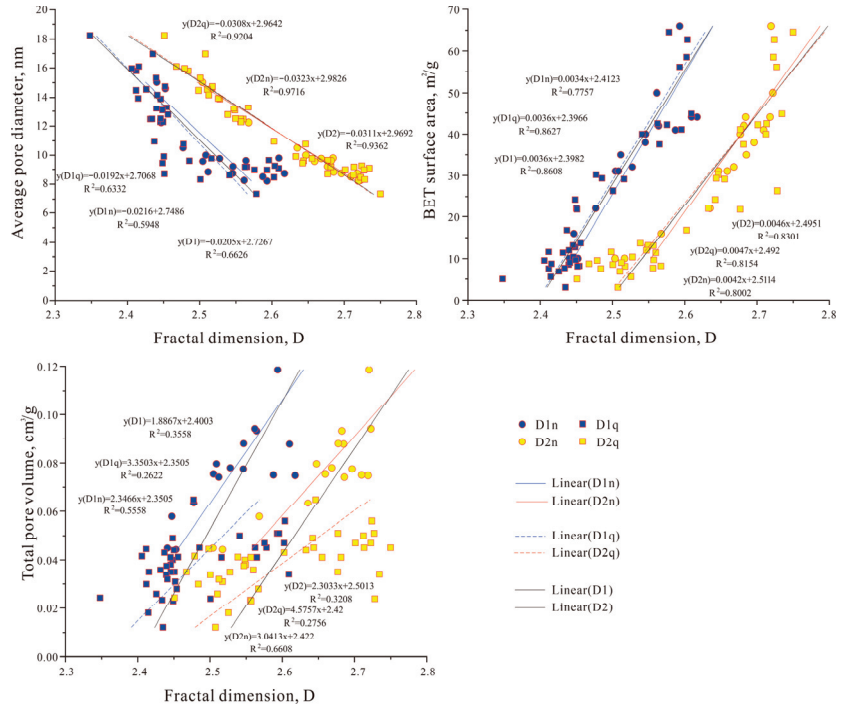 20
18
16
14
12
10
8
6
4
2
0
2.3
2.4
2.5
2.6
2.7
2.8
Average pore diameter, nm
Fractal dimension, D
y(D2q)=−0.0308x+2.9642
R²=0.9204
y(D2n)=−0.0323x+2.9826
R²=0.9716
y(D2)=−0.0311x+2.9692
R²=0.9362
y(D1q)=−0.0192x+2.7068
R²=0.6332
y(D1n)=−0.0216x+2.7486
R²=0.5948
y(D1)=−0.0205x+2.7267
R²=0.6626
70
60
50
40
30
20
10
0
2.3
2.4
2.5
2.6
2.7
2.8
BET surface area, m²/g
Fractal dimension, D
y(D1n)=0.0034x+2.4123
R²=0.7757
y(D1q)=0.0036x+2.3966
R²=0.8627
y(D1)=0.0036x+2.3982
R²=0.8608
y(D2)=0.0046x+2.4951
R²=0.8301
y(D2q)=0.0047x+2.492
R²=0.8154
y(D2n)=0.0042x+2.5114
R²=0.8002
0.12
0.10
0.08
0.06
0.04
0.02
0.00
2.3
2.4
2.5
2.6
2.7
2.8
Total pore volume, cm³/g
Fractal dimension, D
y(D1)=1.8867x+2.4003
R²=0.3558
y(D1q)=3.3503x+2.3505
R²=0.2622
y(D1n)=2.3466x+2.3505
R²=0.5558
y(D2)=2.3033x+2.5013
R²=0.3208
y(D2q)=4.5757x+2.42
R²=0.2756
y(D2n)=3.0413x+2.422
R²=0.6608
D1n D1q
D2n D2q
Linear(D1n)
Linear(D2n)
Linear(D1q)
Linear(D2q)
Linear(D1)
Linear(D2)